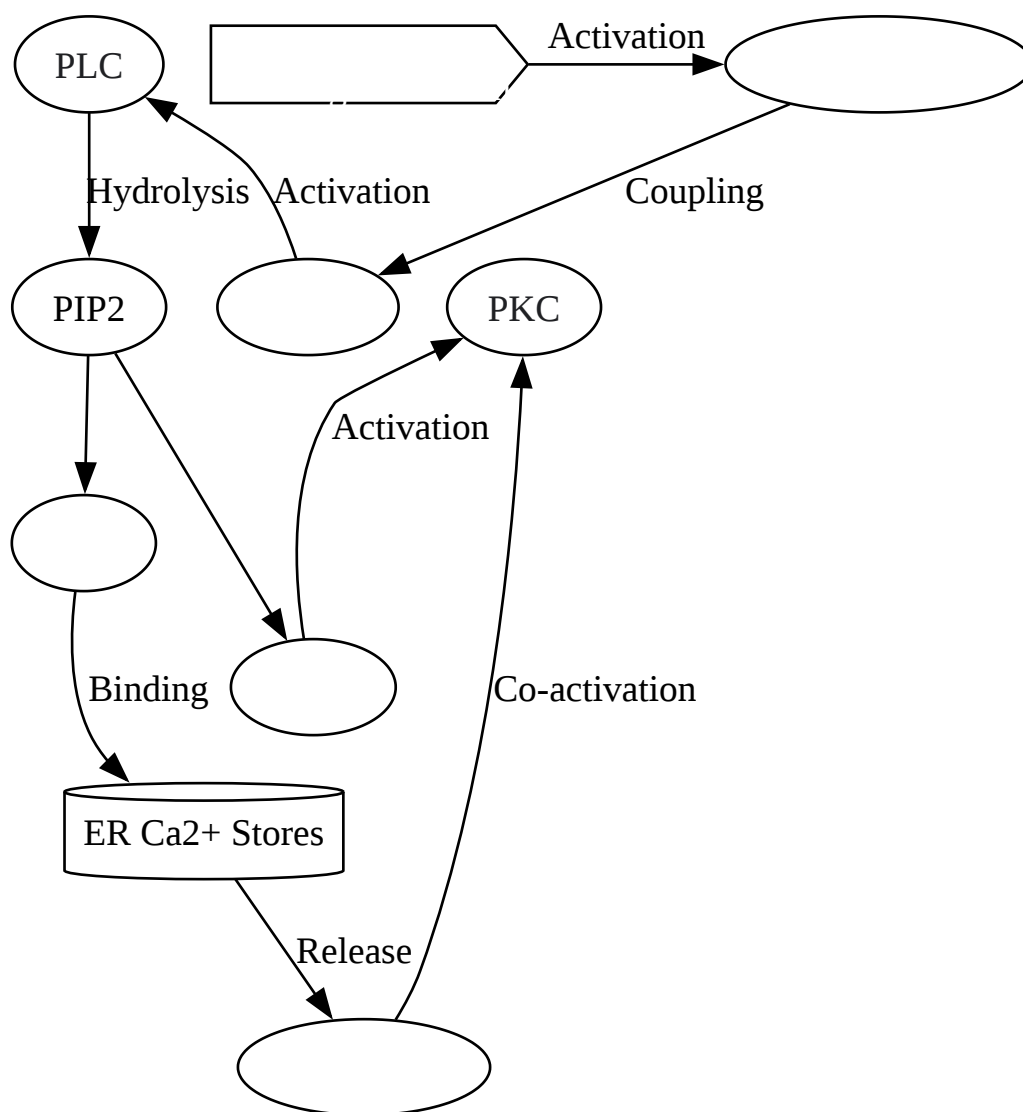 Activation
PLC
Hydrolysis
Activation
Coupling
PIP2
PKC
Activation
Binding
Co-activation
ER Ca2+ Stores
Release